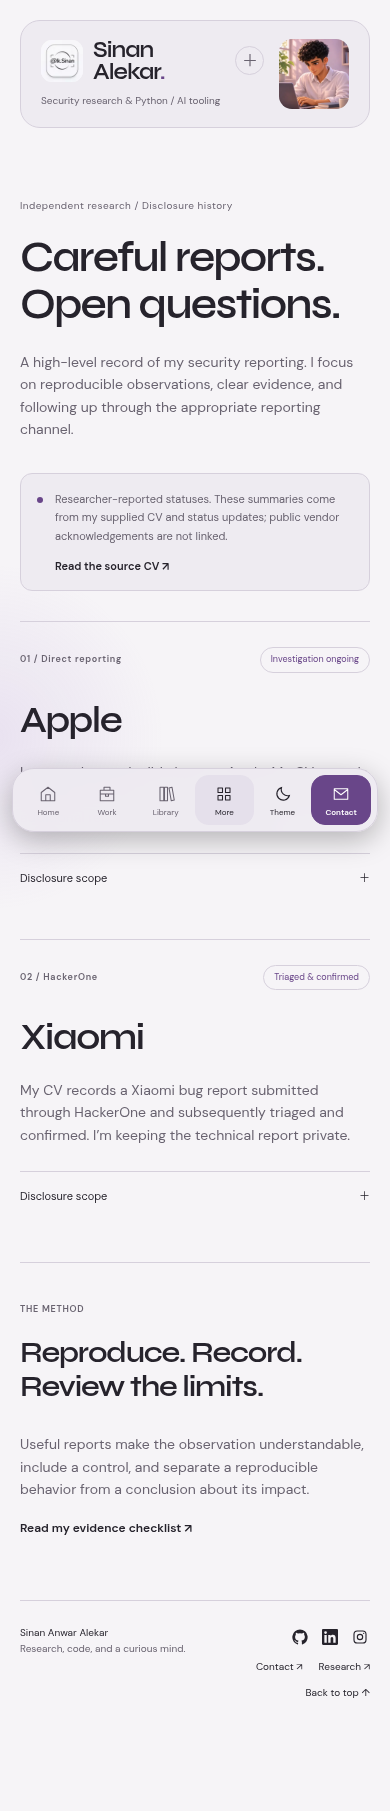 @ik.Sinan
Sinan
Alekar.
Security research & Python / AI tooling
Independent research / Disclosure history
Careful reports.
Open questions.
A high-level record of my security reporting. I focus
on reproducible observations, clear evidence, and
following up through the appropriate reporting
channel.
Researcher-reported statuses. These summaries come
from my supplied CV and status updates; public vendor
acknowledgements are not linked.
Read the source CV ↗
01 / Direct reporting
Investigation ongoing
Apple
Home
Work
Library
More
Theme
Contact
Disclosure scope
+
02 / HackerOne
Triaged & confirmed
Xiaomi
My CV records a Xiaomi bug report submitted
through HackerOne and subsequently triaged and
confirmed. I’m keeping the technical report private.
Disclosure scope
+
THE METHOD
Reproduce. Record.
Review the limits.
Useful reports make the observation understandable,
include a control, and separate a reproducible
behavior from a conclusion about its impact.
Read my evidence checklist ↗
Sinan Anwar Alekar
Research, code, and a curious mind.
Contact ↗ Research ↗
Back to top ↑